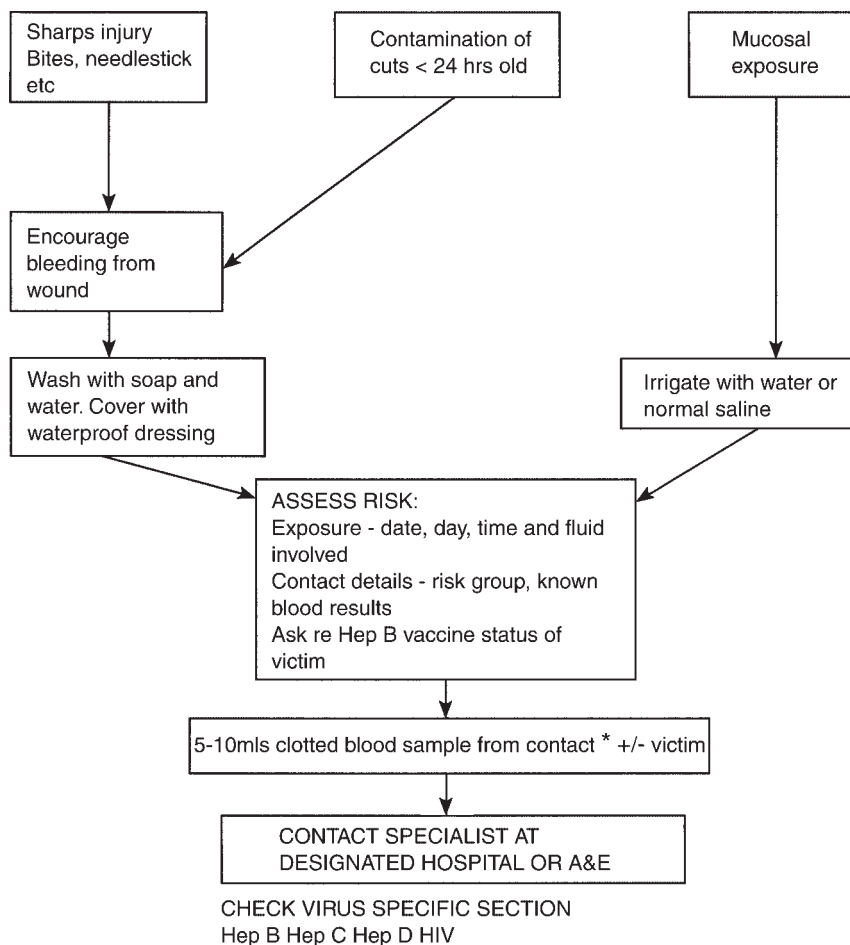 Sharps injury
Bites, needlestick
etc
Contamination of
cuts < 24 hrs old
Mucosal
exposure
Encourage
bleeding from
wound
Wash with soap and
water. Cover with
waterproof dressing
Irrigate with water or
normal saline
ASSESS RISK:
Exposure - date, day, time and fluid
involved
Contact details - risk group, known
blood results
Ask re Hep B vaccine status of
victim
5-10mls clotted blood sample from contact * +/- victim
CONTACT SPECIALIST AT
DESIGNATED HOSPITAL OR A&E
CHECK VIRUS SPECIFIC SECTION
Hep B Hep C Hep D HIV